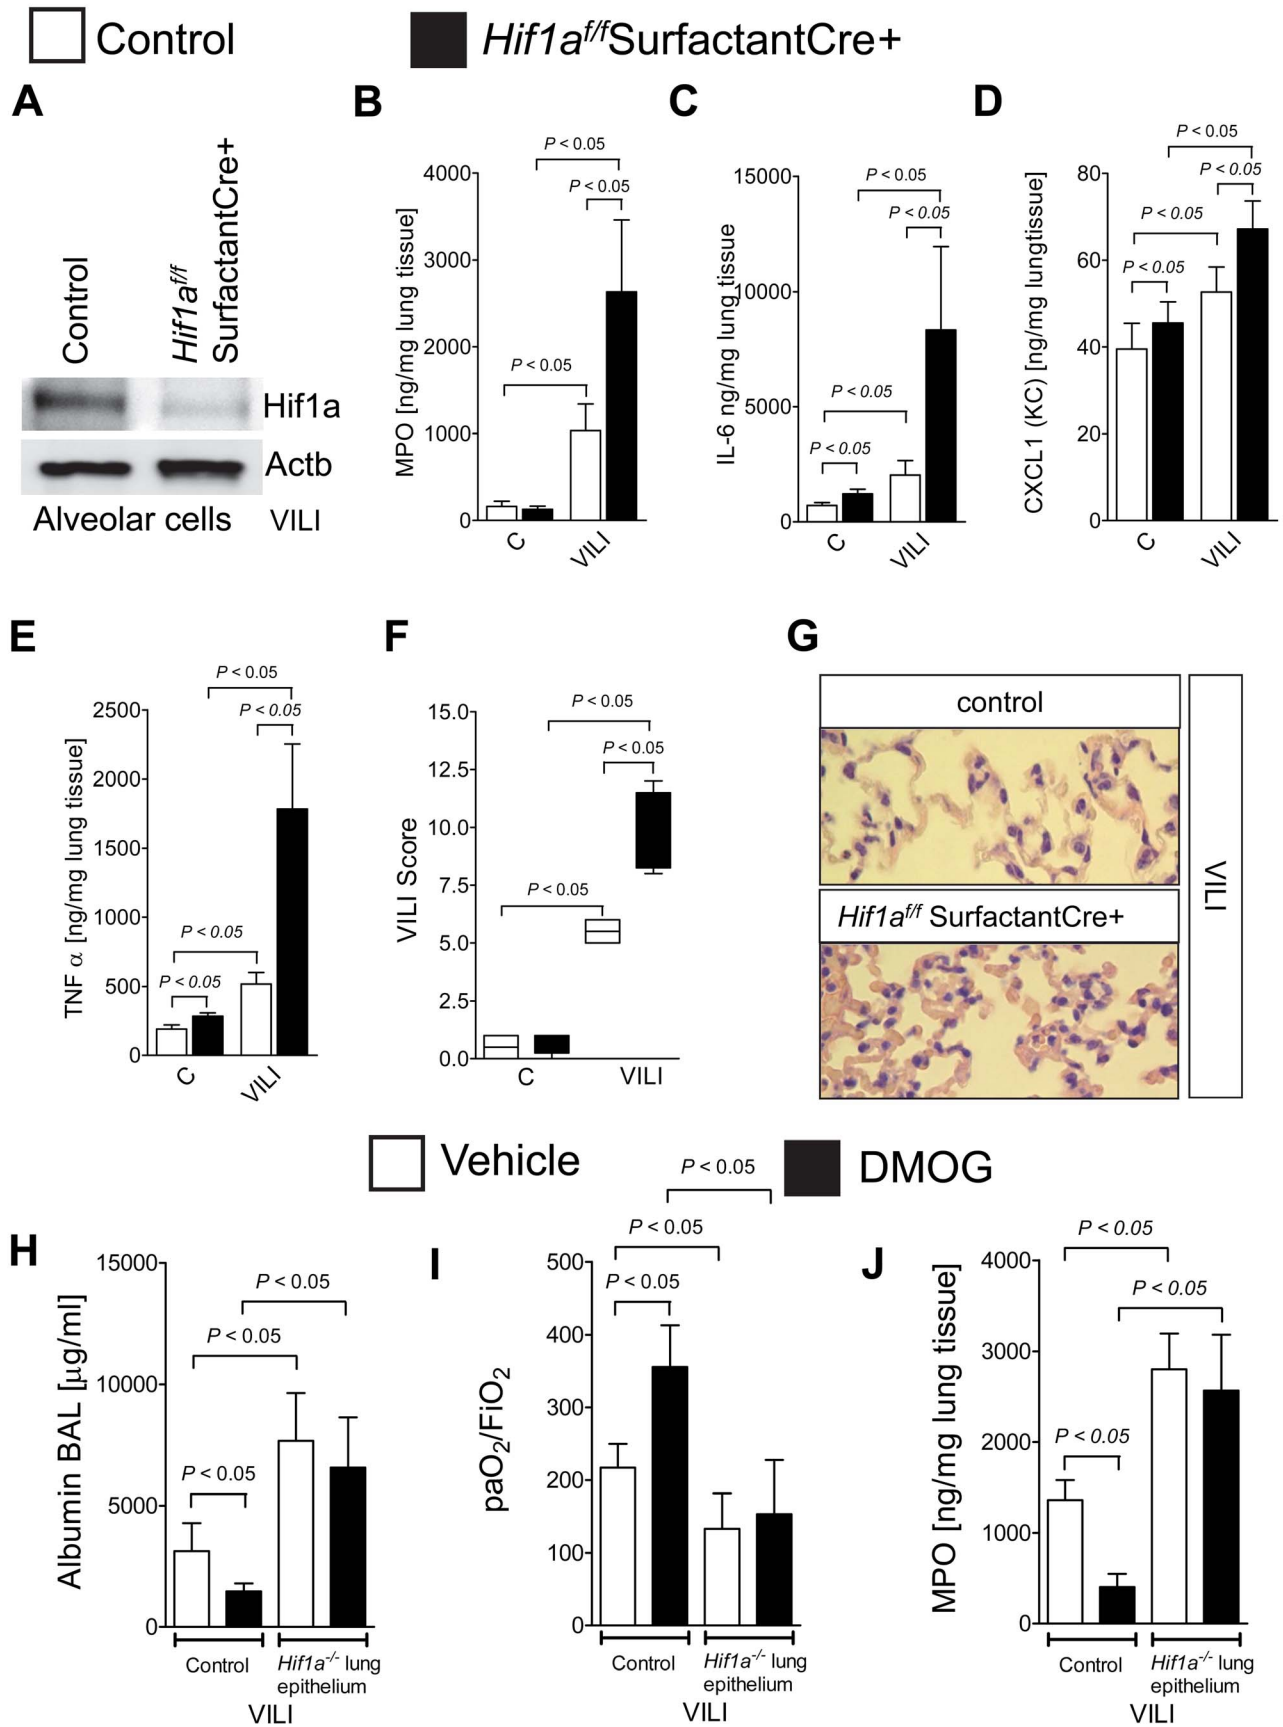 Control
Hif1a^f/f SurfactantCre+
A
Control
Hif1a^f/f
SurfactantCre+
Hif1a
Actb
Alveolar cells VILI
B
MPO [ng/mg lung tissue]
4000
3000
2000
1000
0
P < 0.05
P < 0.05
P < 0.05
C
VILI
C
IL-6 ng/mg lung tissue
15000
10000
5000
0
P < 0.05
P < 0.05
P < 0.05
P < 0.05
C
VILI
D
CXCL1 (KC) [ng/mg lungtissue]
80
60
40
20
0
P < 0.05
P < 0.05
P < 0.05
P < 0.05
C
VILI
E
TNF α [ng/mg lung tissue]
2500
2000
1500
1000
500
0
P < 0.05
P < 0.05
P < 0.05
P < 0.05
C
VILI
F
VILI Score
15.0
12.5
10.0
7.5
5.0
2.5
0.0
P < 0.05
P < 0.05
P < 0.05
C
VILI
G
control
Hif1a^f/f SurfactantCre+
VILI
Vehicle
DMOG
H
Albumin BAL [µg/ml]
15000
10000
5000
0
P < 0.05
P < 0.05
P < 0.05
Control
Hif1a^-/- lung
epithelium
VILI
I
paO₂/FiO₂
500
400
300
200
100
0
P < 0.05
P < 0.05
P < 0.05
Control
Hif1a^-/- lung
epithelium
VILI
J
MPO [ng/mg lung tissue]
4000
3000
2000
1000
0
P < 0.05
P < 0.05
P < 0.05
Control
Hif1a^-/- lung
epithelium
VILI